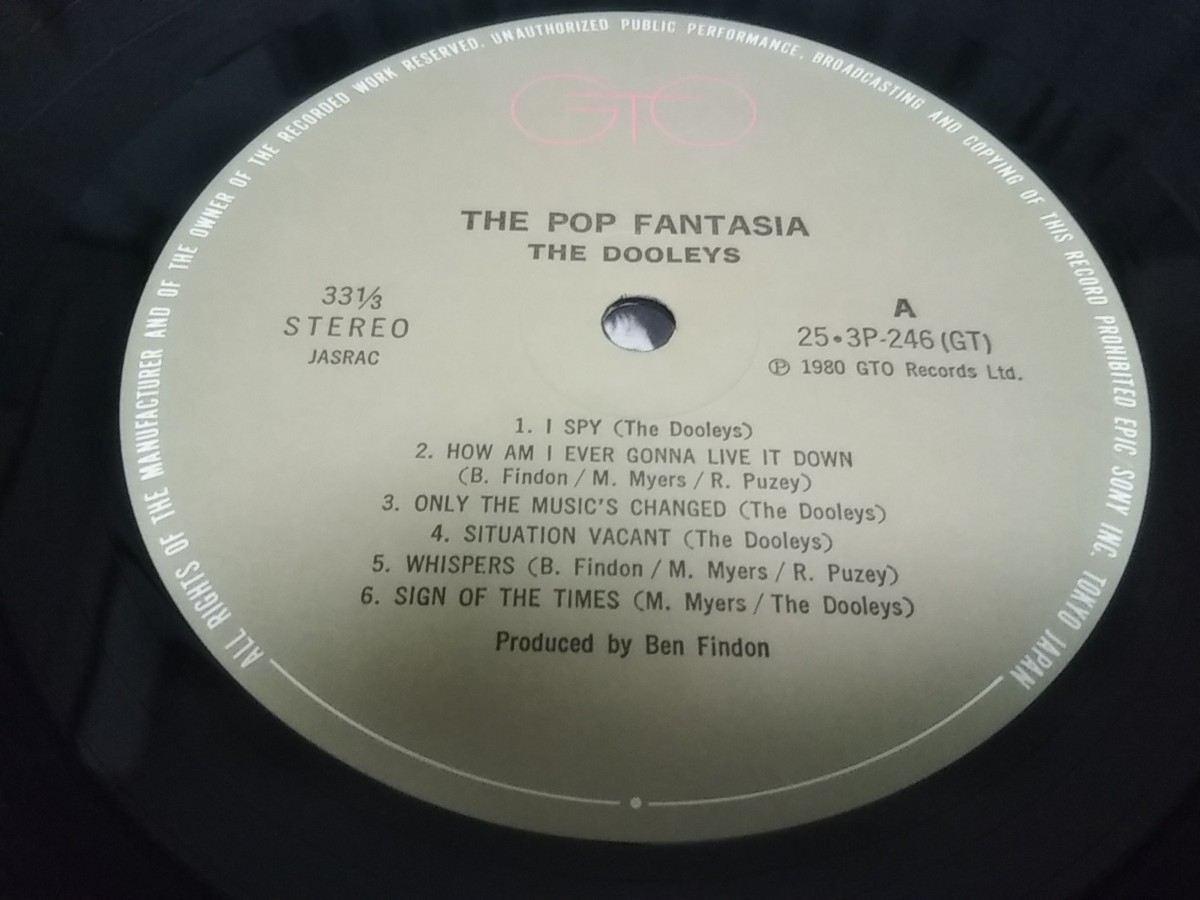 ALL RIGHTS OF THE MANUFACTURER AND OF THE OWNER OF THE RECORDED WORK RESERVED. UNAUTHORIZED PUBLIC PERFORMANCE, BROADCASTING AND COPYING OF THIS RECORD PROHIBITED EPIC SONY INC. TOKYO JAPAN
GTO
THE POP FANTASIA
THE DOOLEYS
33⅓
STEREO
JASRAC
A
25•3P-246 (GT)
Ⓟ 1980 GTO Records Ltd.
1. I SPY (The Dooleys)
2. HOW AM I EVER GONNA LIVE IT DOWN
(B. Findon / M. Myers / R. Puzey)
3. ONLY THE MUSIC'S CHANGED (The Dooleys)
4. SITUATION VACANT (The Dooleys)
5. WHISPERS (B. Findon / M. Myers / R. Puzey)
6. SIGN OF THE TIMES (M. Myers / The Dooleys)
Produced by Ben Findon